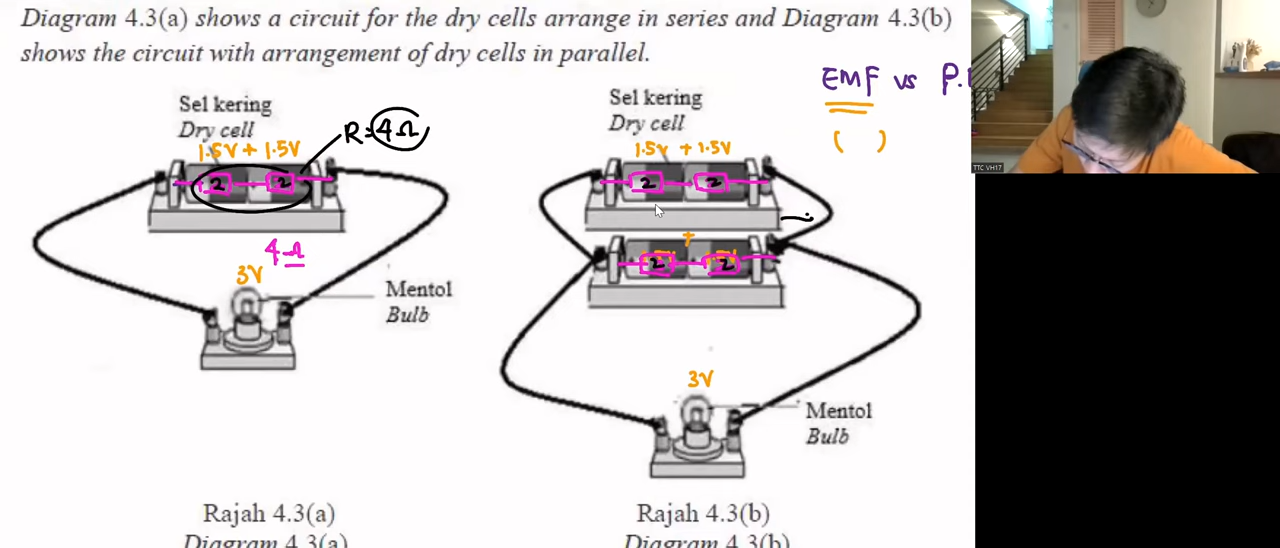 Diagram 4.3(a) shows a circuit for the dry cells arrange in series and Diagram 4.3(b)
shows the circuit with arrangement of dry cells in parallel.
EMF vs P.
( )
Sel kering
Dry cell
1.5V + 1.5V
R=4Ω
2 2
4Ω
3V
Mentol
Bulb
Rajah 4.3(a)
Diagram 4.3(a)
Sel kering
Dry cell
1.5V + 1.5V
2 2
+
2 2
3V
Mentol
Bulb
Rajah 4.3(b)
Diagram 4.3(b)
TTC VH17